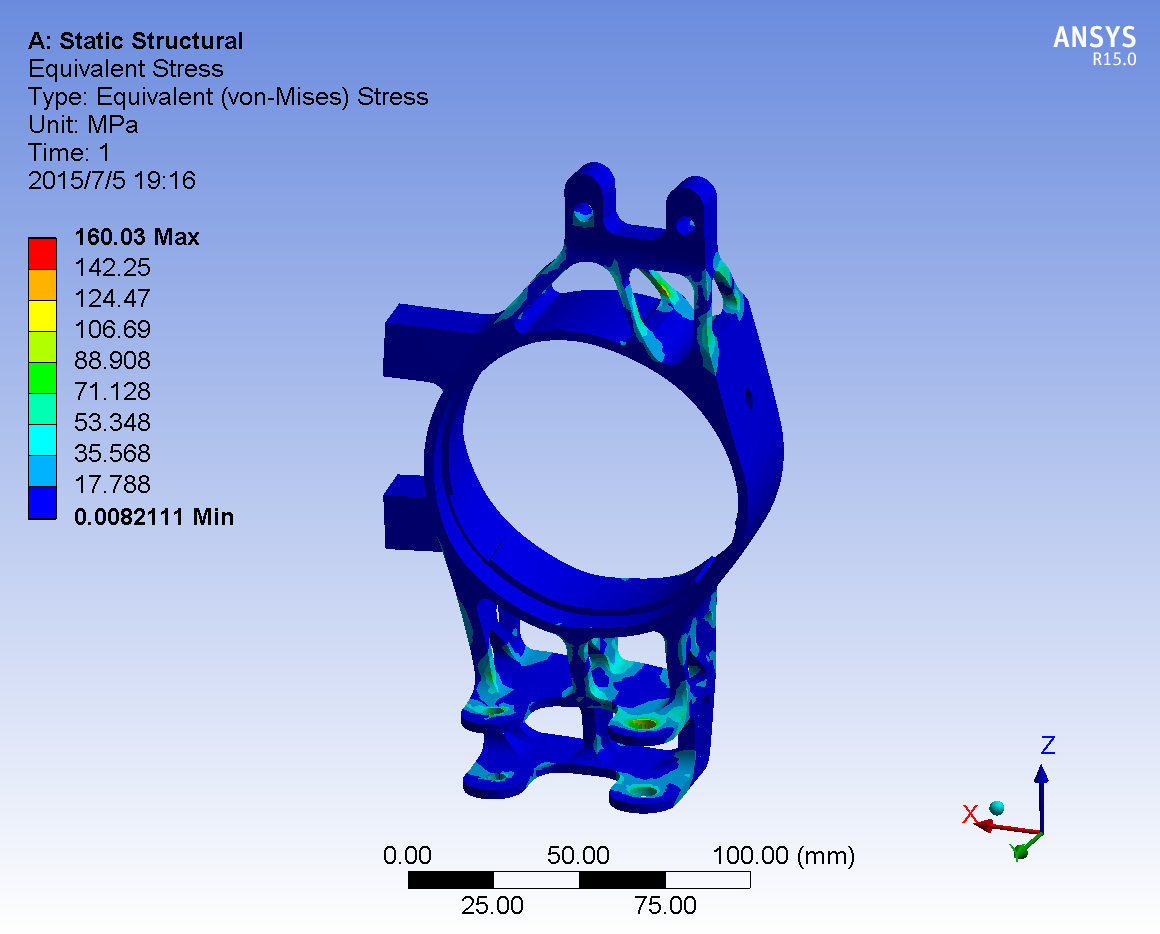 A: Static Structural
Equivalent Stress
Type: Equivalent (von-Mises) Stress
Unit: MPa
Time: 1
2015/7/5 19:16
ANSYS
R15.0
160.03 Max
142.25
124.47
106.69
88.908
71.128
53.348
35.568
17.788
0.0082111 Min
Z
X
Y
0.00 50.00 100.00 (mm)
25.00 75.00